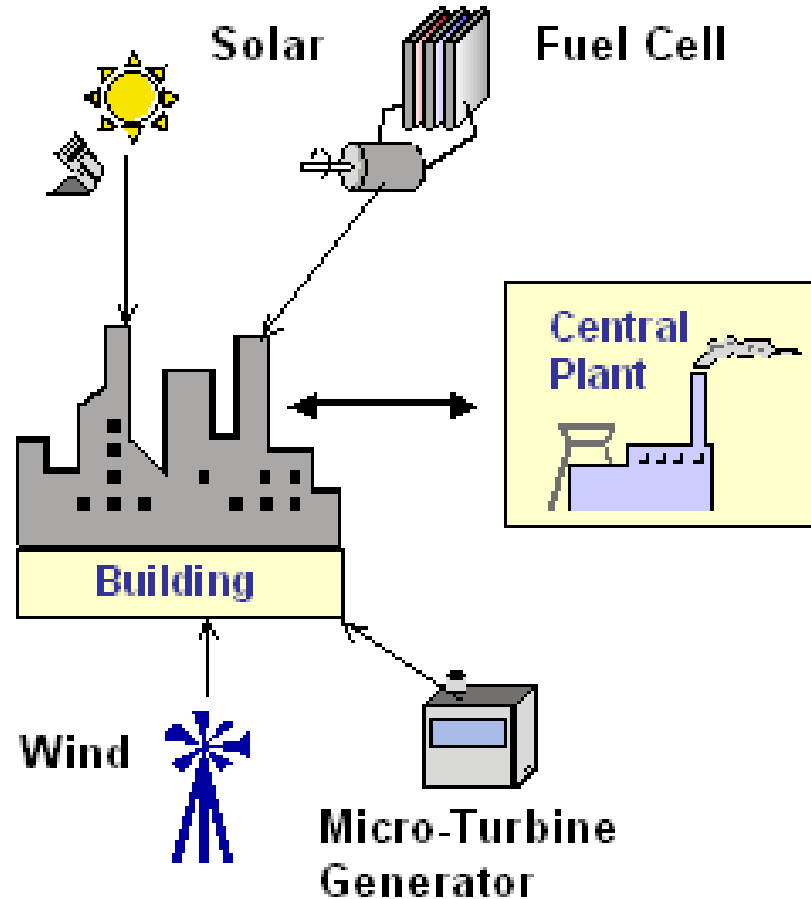 Solar
Fuel Cell
Central
Plant
Building
Wind
Micro-Turbine
Generator